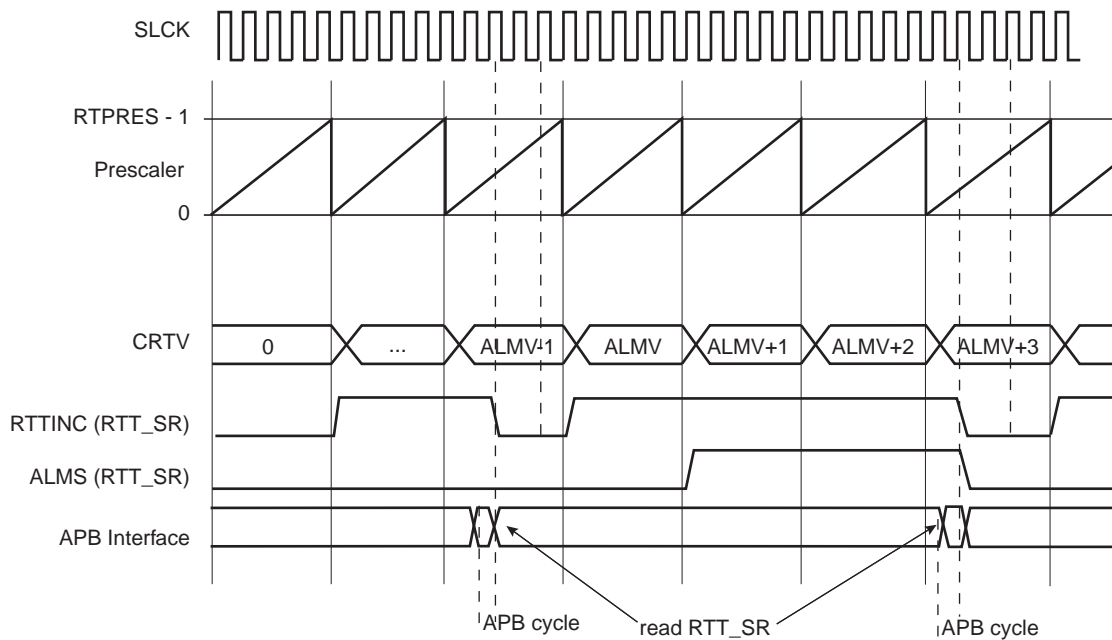 SLCK
RTPRES - 1
Prescaler
0
CRTV
0
...
ALMV-1
ALMV
ALMV+1
ALMV+2
ALMV+3
RTTINC (RTT_SR)
ALMS (RTT_SR)
APB Interface
APB cycle
read RTT_SR
APB cycle